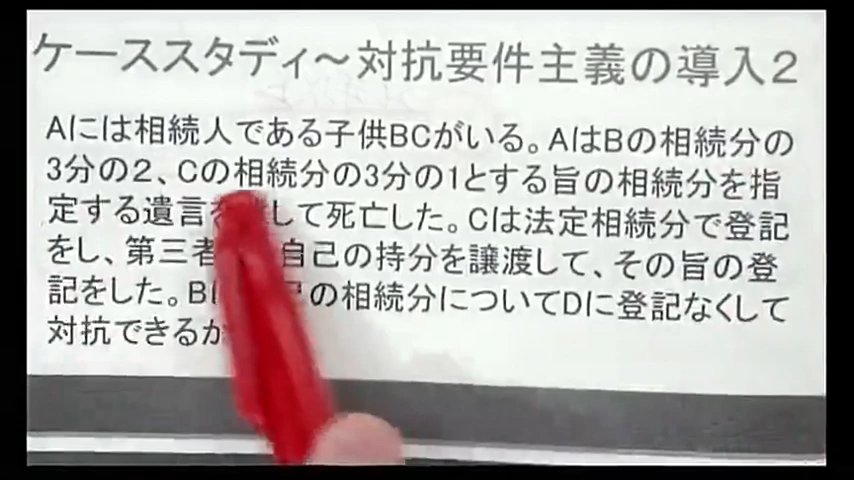 ケーススタディ～対抗要件主義の導入２
Aには相続人である子供BCがいる。AはBの相続分の
3分の2、Cの相続分の3分の1とする旨の相続分を指
定する遺言を して死亡した。Cは法定相続分で登記
をし、第三者 自己の持分を譲渡して、その旨の登
記をした。B の相続分についてDに登記なくして
対抗できるか